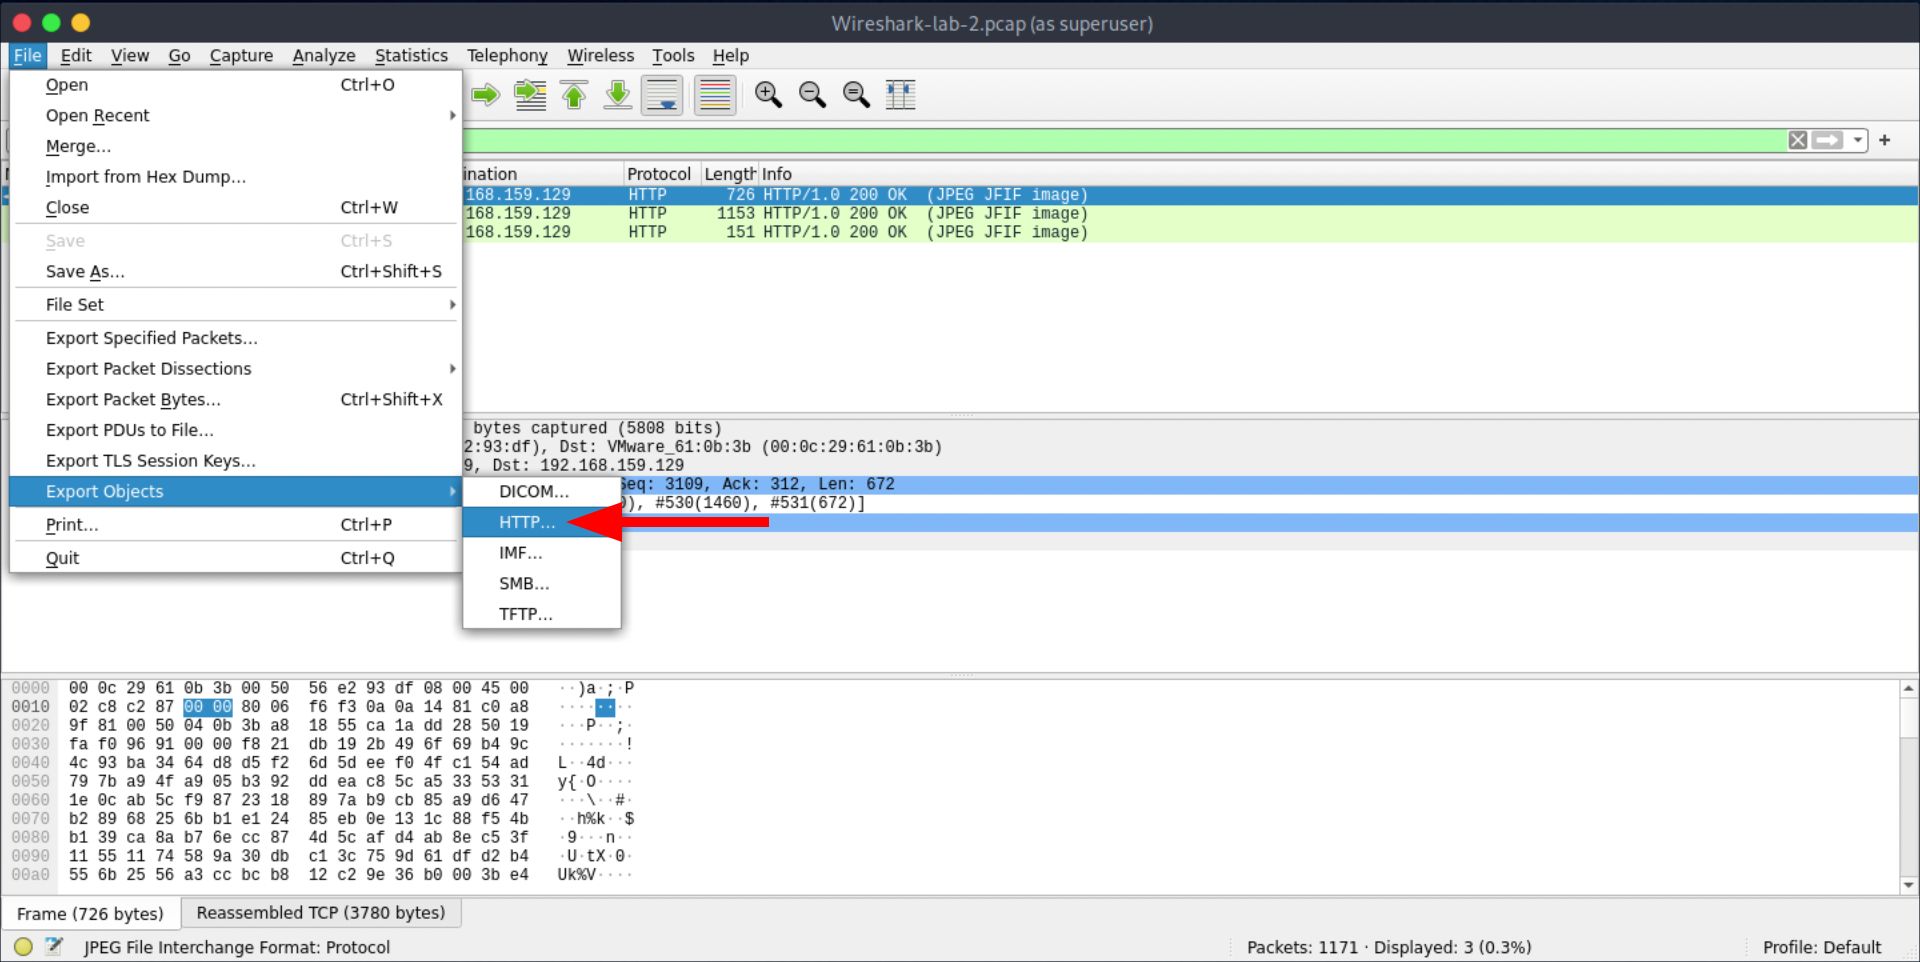 Wireshark-lab-2.pcap (as superuser)
File Edit View Go Capture Analyze Statistics Telephony Wireless Tools Help
Open Ctrl+O
Open Recent
Merge...
Import from Hex Dump...
Close Ctrl+W
Save Ctrl+S
Save As... Ctrl+Shift+S
File Set
Export Specified Packets...
Export Packet Dissections
Export Packet Bytes... Ctrl+Shift+X
Export PDUs to File...
Export TLS Session Keys...
Export Objects
Print... Ctrl+P
Quit Ctrl+Q
DICOM...
HTTP...
IMF...
SMB...
TFTP...
ination Protocol Length Info
168.159.129 HTTP 726 HTTP/1.0 200 OK (JPEG JFIF image)
168.159.129 HTTP 1153 HTTP/1.0 200 OK (JPEG JFIF image)
168.159.129 HTTP 151 HTTP/1.0 200 OK (JPEG JFIF image)
bytes captured (5808 bits)
2:93:df), Dst: VMware_61:0b:3b (00:0c:29:61:0b:3b)
9, Dst: 192.168.159.129
Seq: 3109, Ack: 312, Len: 672
), #530(1460), #531(672)]
0000 00 0c 29 61 0b 3b 00 50 56 e2 93 df 08 00 45 00 ··)a·;·P
0010 02 c8 c2 87 00 00 80 06 f6 f3 0a 0a 14 81 c0 a8 ········
0020 9f 81 00 50 04 0b 3b a8 18 55 ca 1a dd 28 50 19 ···P··;·
0030 fa f0 96 91 00 00 f8 21 db 19 2b 49 6f 69 b4 9c ·······!
0040 4c 93 ba 34 64 d8 d5 f2 6d 5d ee f0 4f c1 54 ad L··4d···
0050 79 7b a9 4f a9 05 b3 92 dd ea c8 5c a5 33 53 31 y{·O····
0060 1e 0c ab 5c f9 87 23 18 89 7a b9 cb 85 a9 d6 47 ···\··#·
0070 b2 89 68 25 6b b1 e1 24 85 eb 0e 13 1c 88 f5 4b ··h%k··$
0080 b1 39 ca 8a b7 6e cc 87 4d 5c af d4 ab 8e c5 3f ·9···n··
0090 11 55 11 74 58 9a 30 db c1 3c 75 9d 61 df d2 b4 ·U·tX·0·
00a0 55 6b 25 56 a3 cc bc b8 12 c2 9e 36 b0 00 3b e4 Uk%V····
Frame (726 bytes) Reassembled TCP (3780 bytes)
JPEG File Interchange Format: Protocol Packets: 1171 · Displayed: 3 (0.3%) Profile: Default